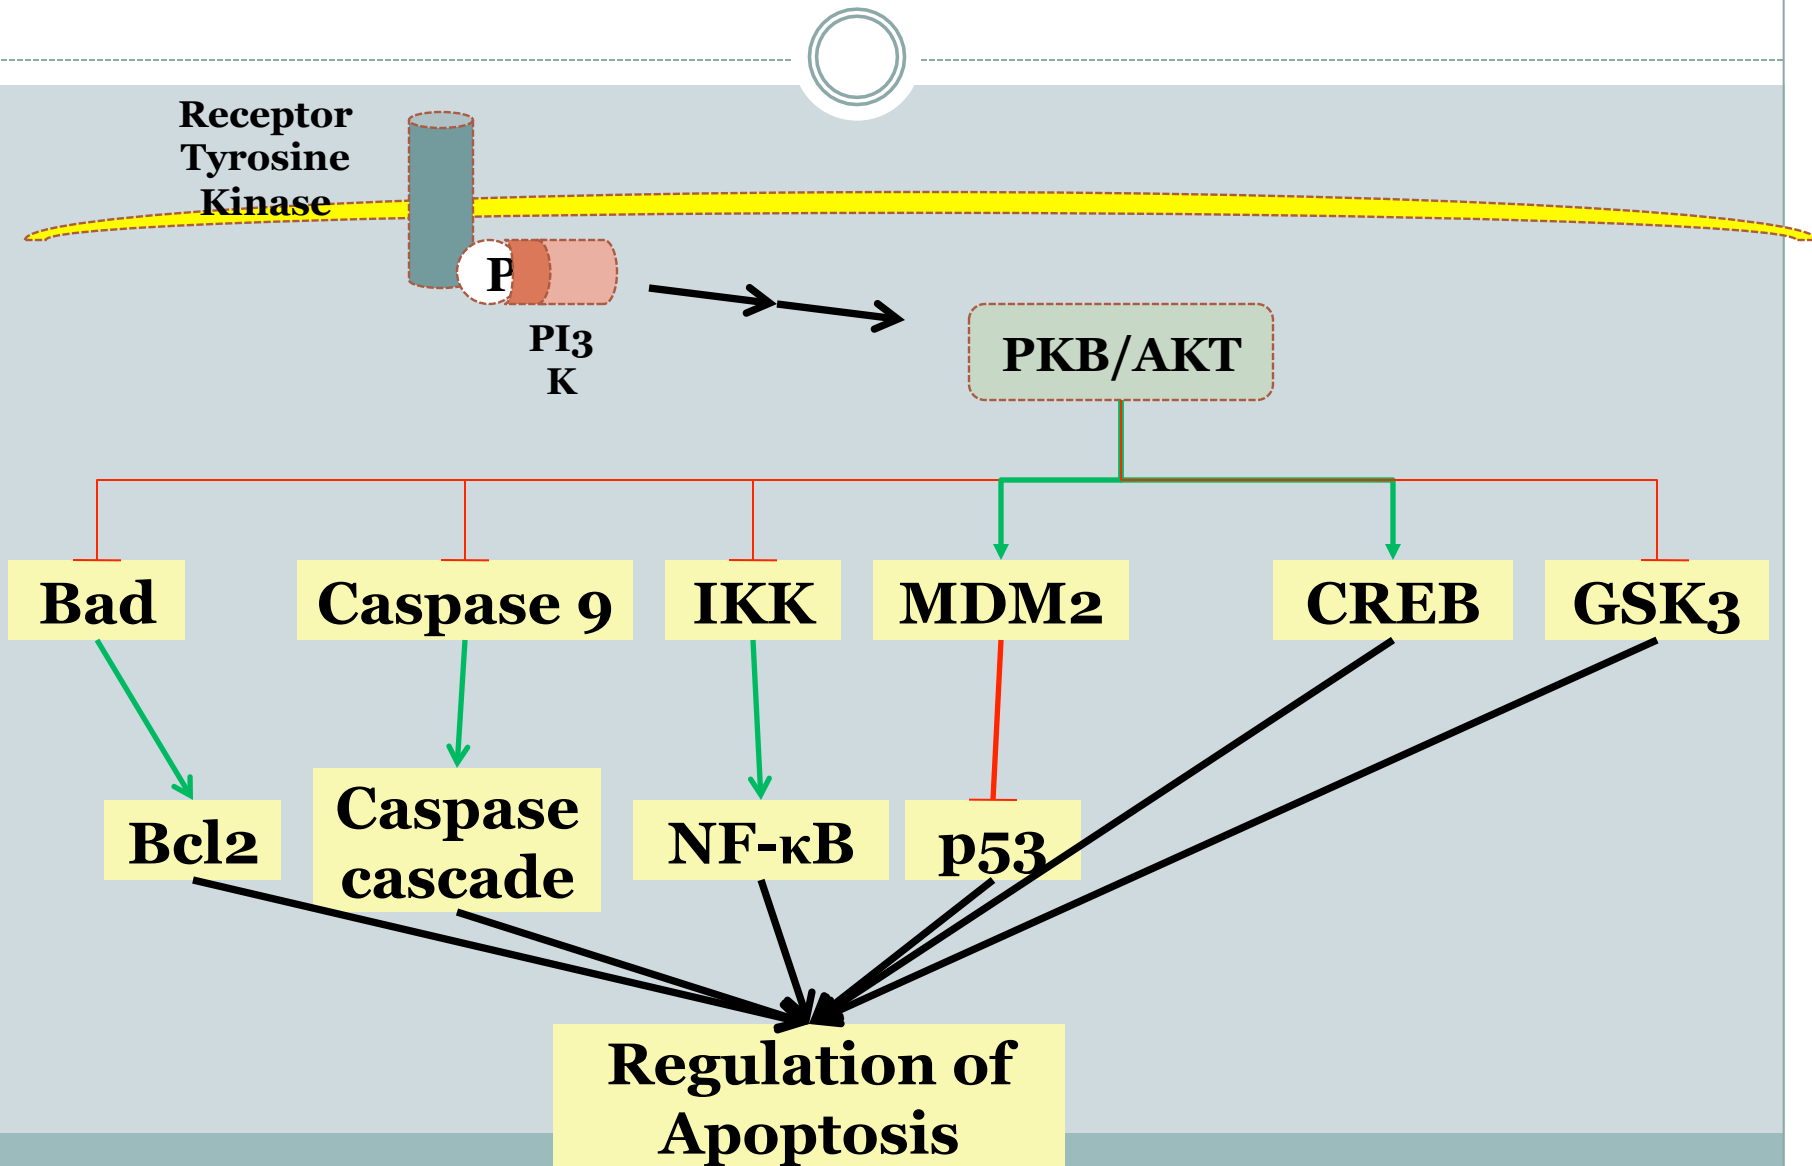 Receptor
Tyrosine
Kinase
P
PI3
K
PKB/AKT
Bad
Caspase 9
IKK
MDM2
CREB
GSK3
Bcl2
Caspase
cascade
NF-κB
p53
Regulation of
Apoptosis